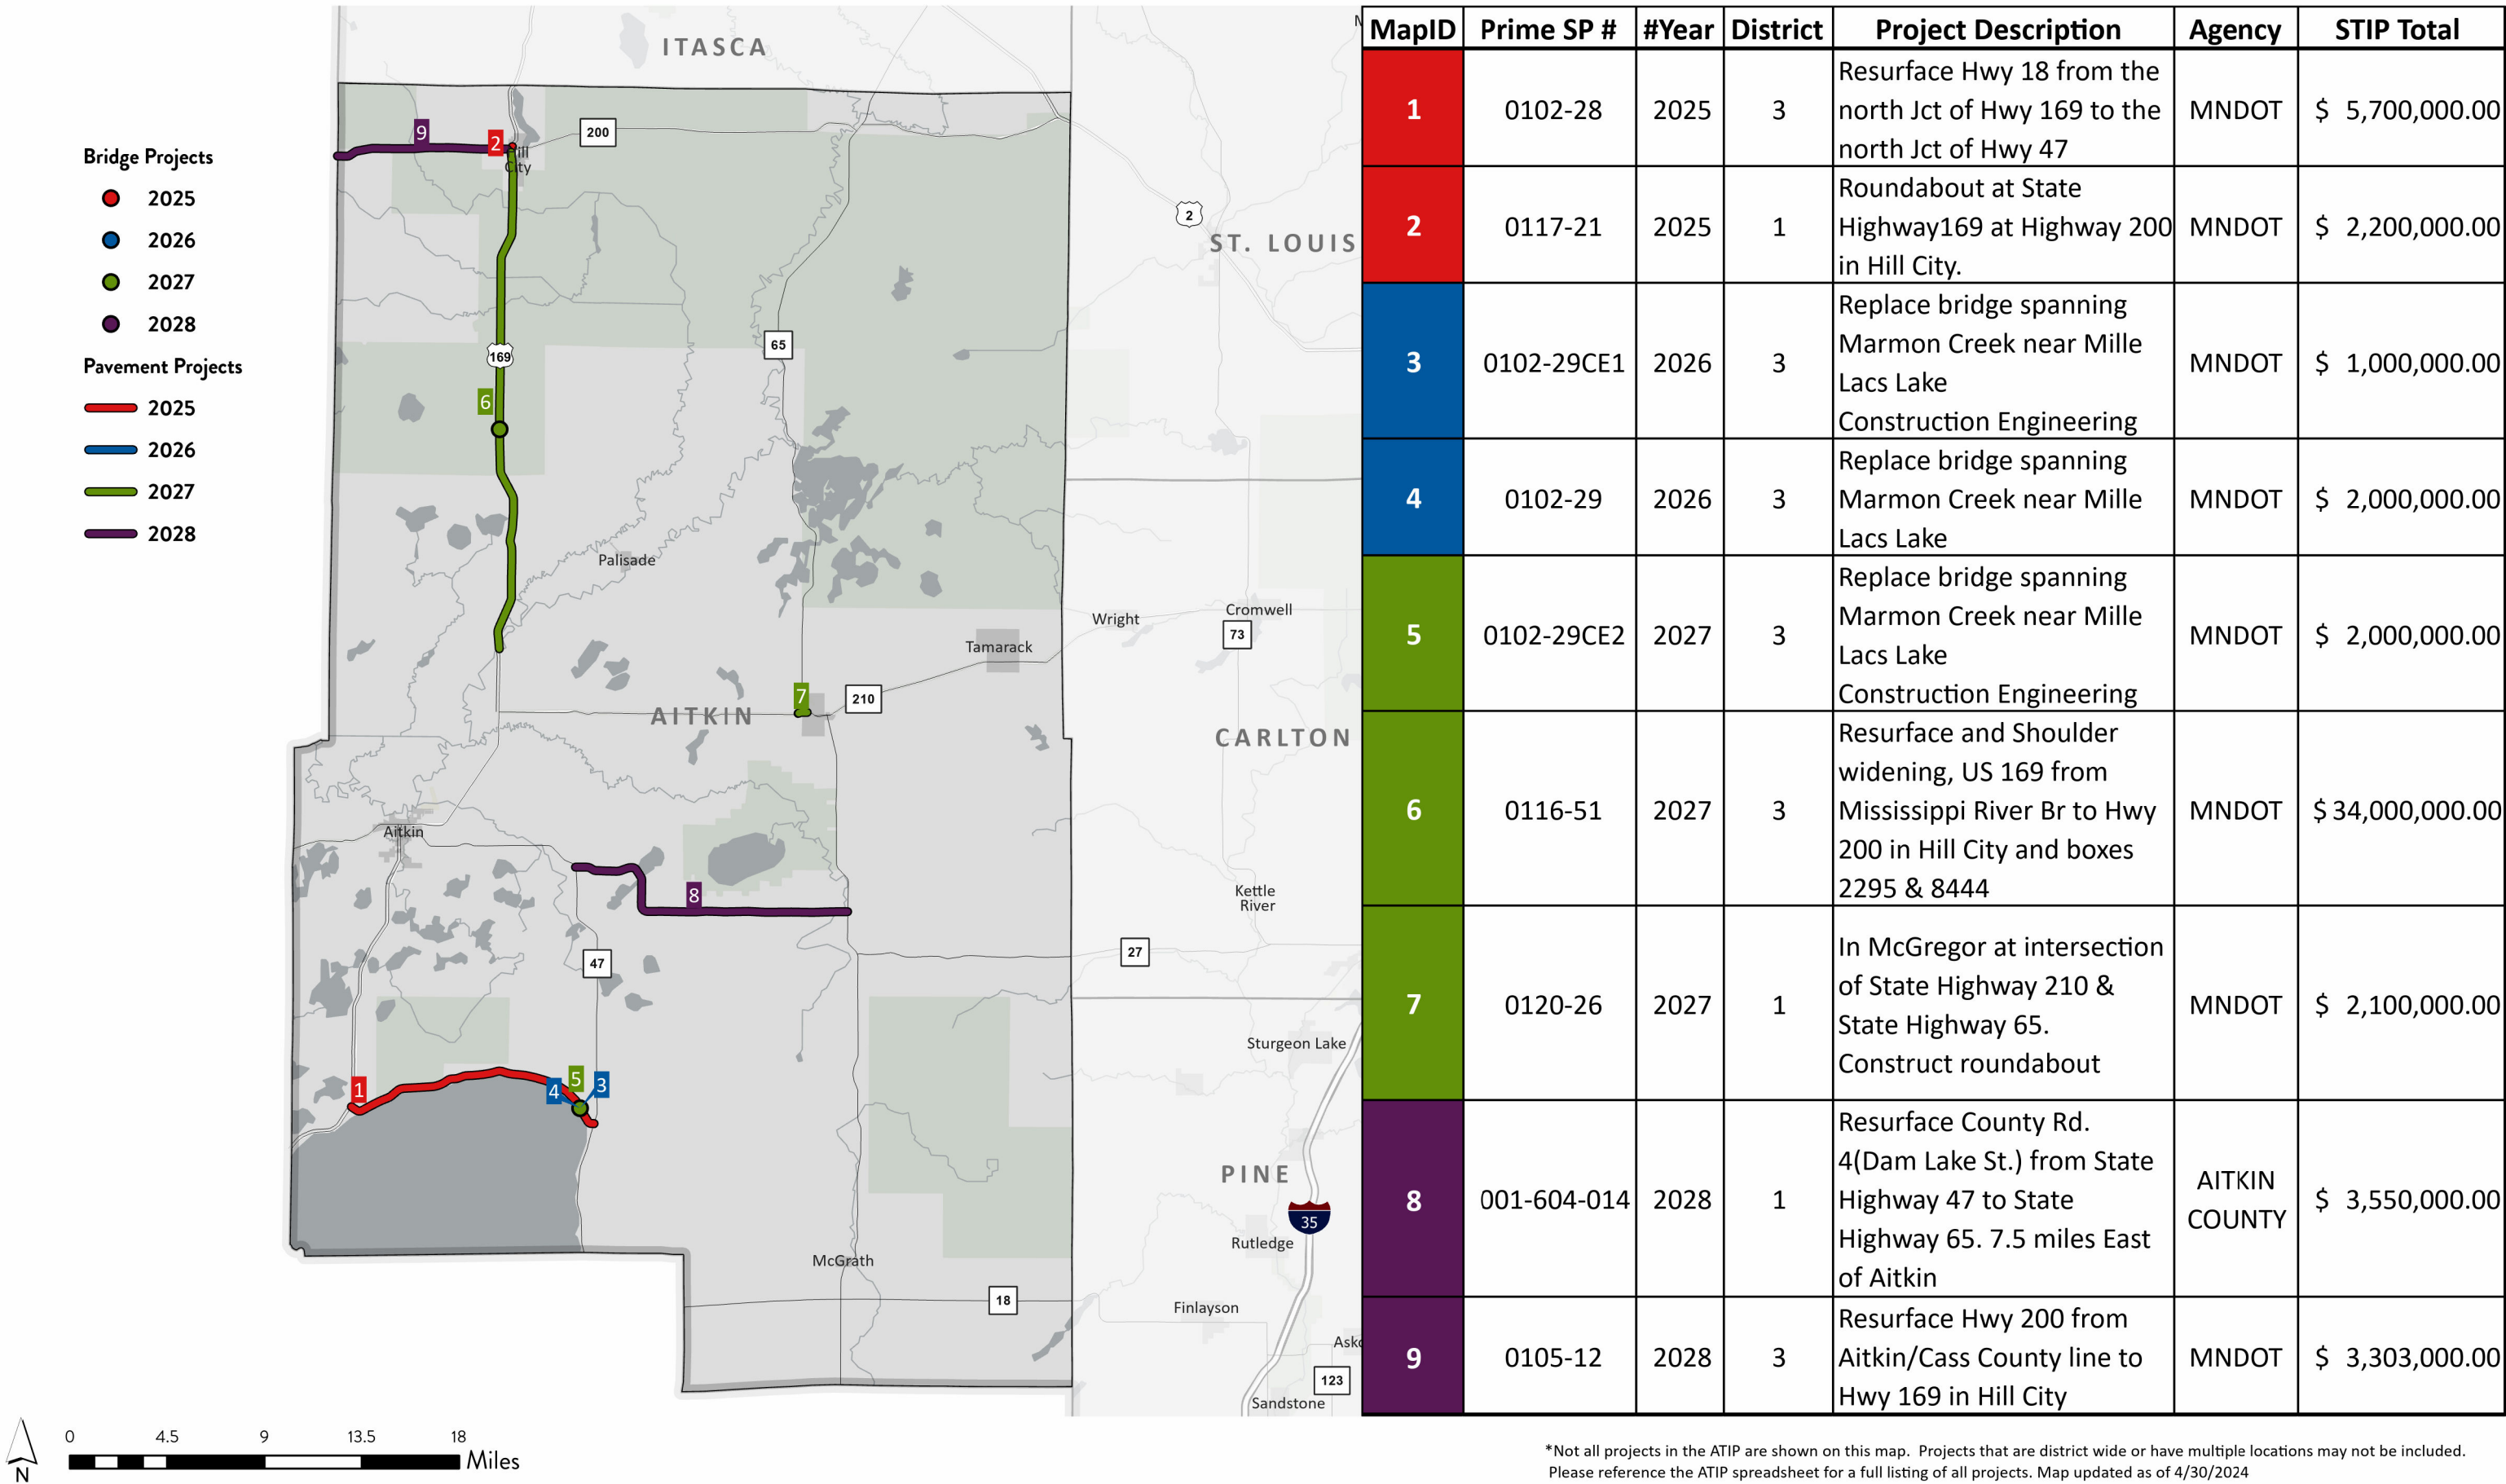 ITASCA
Bridge Projects
2025
2026
2027
2028
Pavement Projects
2025
2026
2027
2028
9
2
Hill
City
200
2
ST. LOUIS
65
169
6
Palisade
Wright
Cromwell
73
Tamarack
7
210
AITKIN
CARLTON
Aitkin
8
Kettle
River
47
27
Sturgeon Lake
1
4
5
3
PINE
35
Rutledge
McGrath
18
Finlayson
123
Sandstone
N
0 4.5 9 13.5 18
Miles
MapID Prime SP # #Year District Project Description Agency STIP Total
1 0102-28 2025 3 MNDOT $ 5,700,000.00
Resurface Hwy 18 from the
north Jct of Hwy 169 to the
north Jct of Hwy 47
2 0117-21 2025 1 MNDOT $ 2,200,000.00
Roundabout at State
Highway169 at Highway 200
in Hill City.
3 0102-29CE1 2026 3 MNDOT $ 1,000,000.00
Replace bridge spanning
Marmon Creek near Mille
Lacs Lake
Construction Engineering
4 0102-29 2026 3 MNDOT $ 2,000,000.00
Replace bridge spanning
Marmon Creek near Mille
Lacs Lake
5 0102-29CE2 2027 3 MNDOT $ 2,000,000.00
Replace bridge spanning
Marmon Creek near Mille
Lacs Lake
Construction Engineering
6 0116-51 2027 3 MNDOT $ 34,000,000.00
Resurface and Shoulder
widening, US 169 from
Mississippi River Br to Hwy
200 in Hill City and boxes
2295 & 8444
7 0120-26 2027 1 MNDOT $ 2,100,000.00
In McGregor at intersection
of State Highway 210 &
State Highway 65.
Construct roundabout
8 001-604-014 2028 1 AITKIN COUNTY $ 3,550,000.00
Resurface County Rd.
4(Dam Lake St.) from State
Highway 47 to State
Highway 65. 7.5 miles East
of Aitkin
9 0105-12 2028 3 MNDOT $ 3,303,000.00
Resurface Hwy 200 from
Aitkin/Cass County line to
Hwy 169 in Hill City
*Not all projects in the ATIP are shown on this map. Projects that are district wide or have multiple locations may not be included.
Please reference the ATIP spreadsheet for a full listing of all projects. Map updated as of 4/30/2024